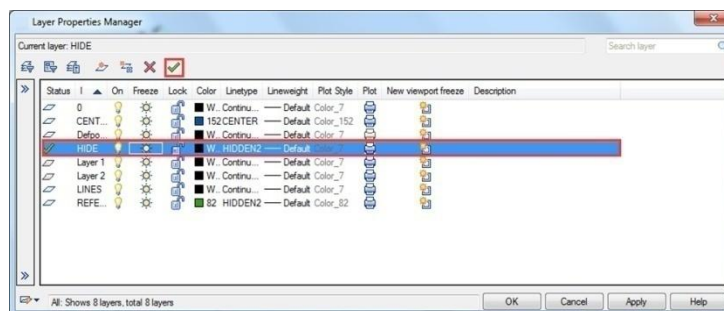 Layer Properties Manager
Current layer: HIDE
Search layer
Status I On Freeze Lock Color Linetype Lineweight Plot Style Plot New viewport freeze Description
0 W.. Continu... Default Color_7
CENT... 152 CENTER Default Color_152
Defpo... W.. Continu... Default Color_7
HIDE W.. HIDDEN2 Default Color_7
Layer 1 W.. Continu... Default Color_7
Layer 2 W.. Continu... Default Color_7
LINES W.. Continu... Default Color_7
REFE... 82 HIDDEN2 Default Color_82
All: Shows 8 layers, total 8 layers
OK Cancel Apply Help